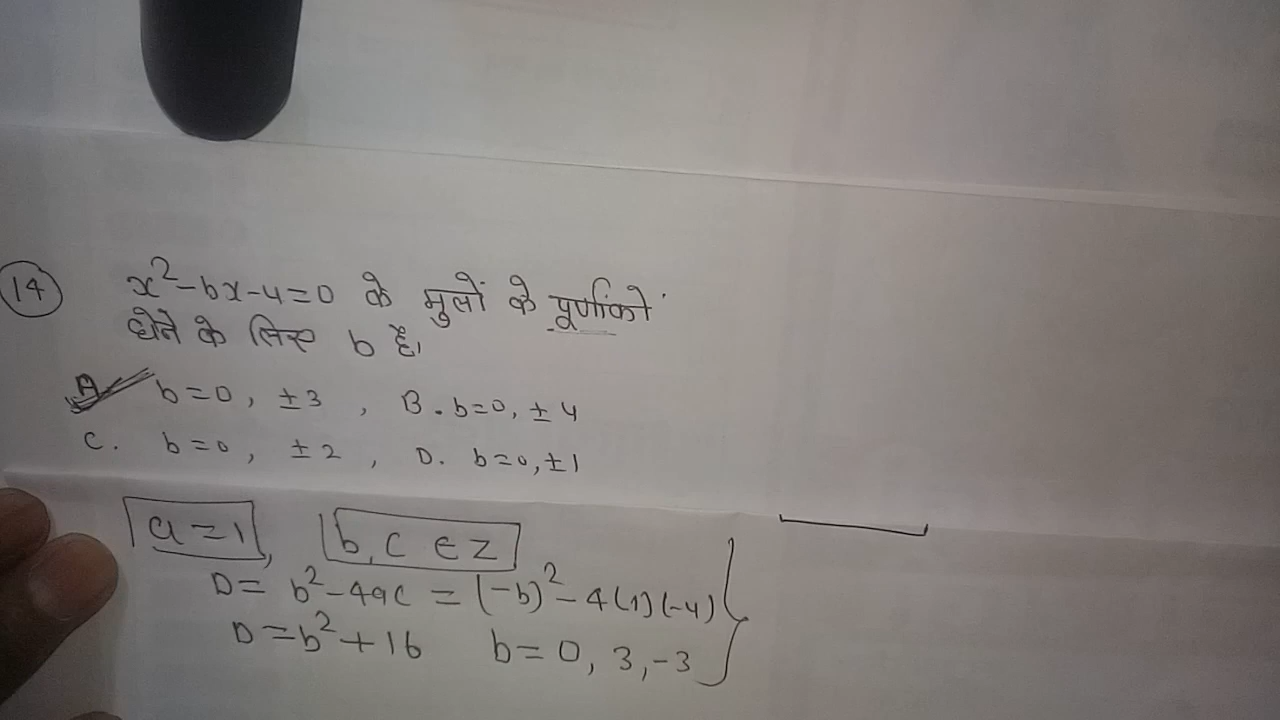 14 x²-bx-4=0 के मुलों के पूर्णांको
होने के लिए b है,
A. b=0, ±3, B. b=0, ±4
C. b=0, ±2, D. b=0, ±1
a=1, b, c ∈ Z
D= b²-4ac = (-b)²-4(1)(-4)
D=b²+16 b=0, 3, -3